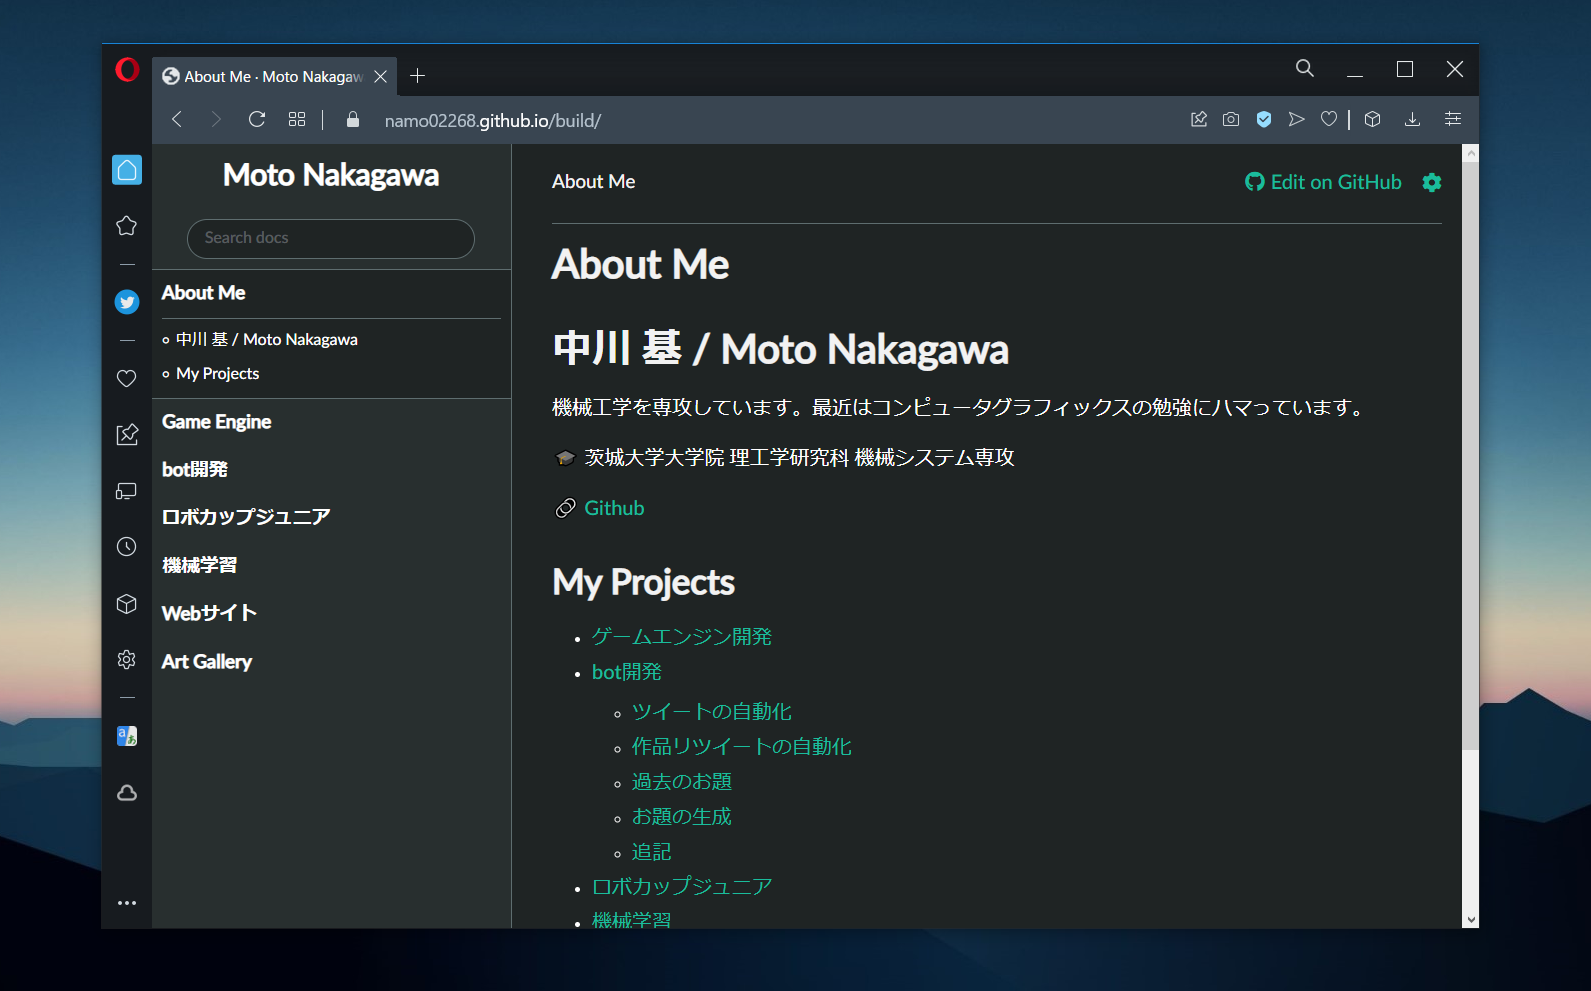 About Me · Moto Nakagaw
namo02268.github.io/build/
Moto Nakagawa
Search docs
About Me
中川 基 / Moto Nakagawa
My Projects
Game Engine
bot開発
ロボカップジュニア
機械学習
Webサイト
Art Gallery
About Me
Edit on GitHub
About Me
中川 基 / Moto Nakagawa
機械工学を専攻しています。最近はコンピュータグラフィックスの勉強にハマっています。
🎓 茨城大学大学院 理工学研究科 機械システム専攻
🔗 Github
My Projects
ゲームエンジン開発
bot開発
ツイートの自動化
作品リツイートの自動化
過去のお題
お題の生成
追記
ロボカップジュニア
機械学習